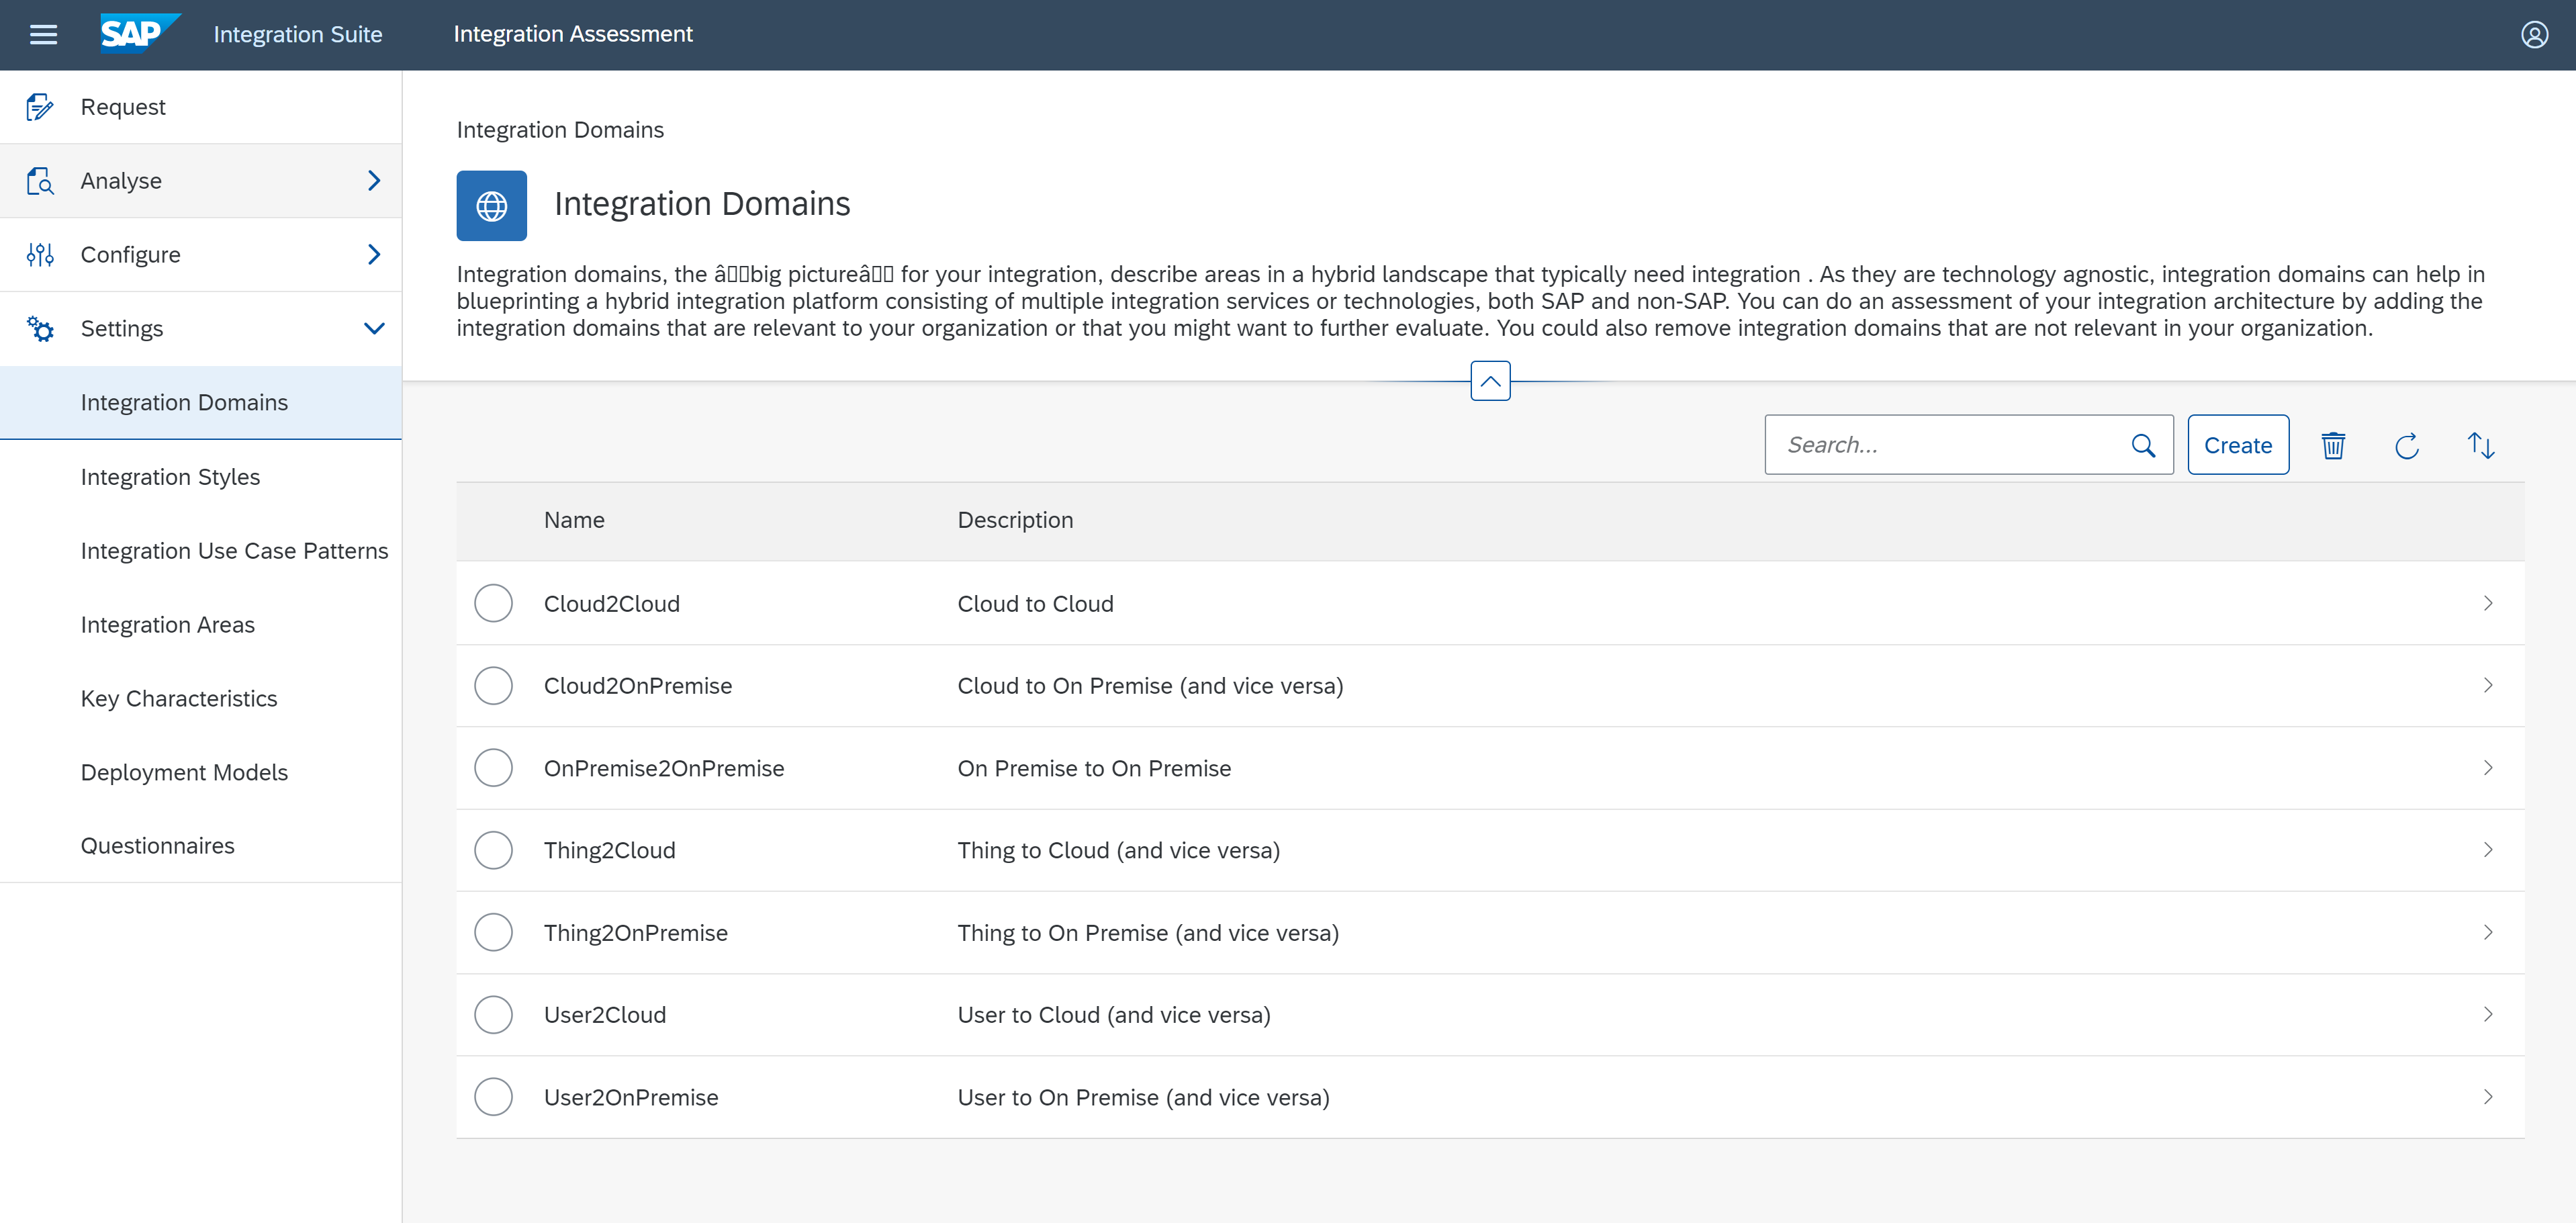 SAP Integration Suite Integration Assessment
Request
Analyse
Configure
Settings
Integration Domains
Integration Styles
Integration Use Case Patterns
Integration Areas
Key Characteristics
Deployment Models
Questionnaires
Integration Domains
Integration Domains
Integration domains, the â▯▯big pictureâ▯▯ for your integration, describe areas in a hybrid landscape that typically need integration . As they are technology agnostic, integration domains can help in
blueprinting a hybrid integration platform consisting of multiple integration services or technologies, both SAP and non-SAP. You can do an assessment of your integration architecture by adding the
integration domains that are relevant to your organization or that you might want to further evaluate. You could also remove integration domains that are not relevant in your organization.
Search... Create
Name Description
Cloud2Cloud Cloud to Cloud
Cloud2OnPremise Cloud to On Premise (and vice versa)
OnPremise2OnPremise On Premise to On Premise
Thing2Cloud Thing to Cloud (and vice versa)
Thing2OnPremise Thing to On Premise (and vice versa)
User2Cloud User to Cloud (and vice versa)
User2OnPremise User to On Premise (and vice versa)